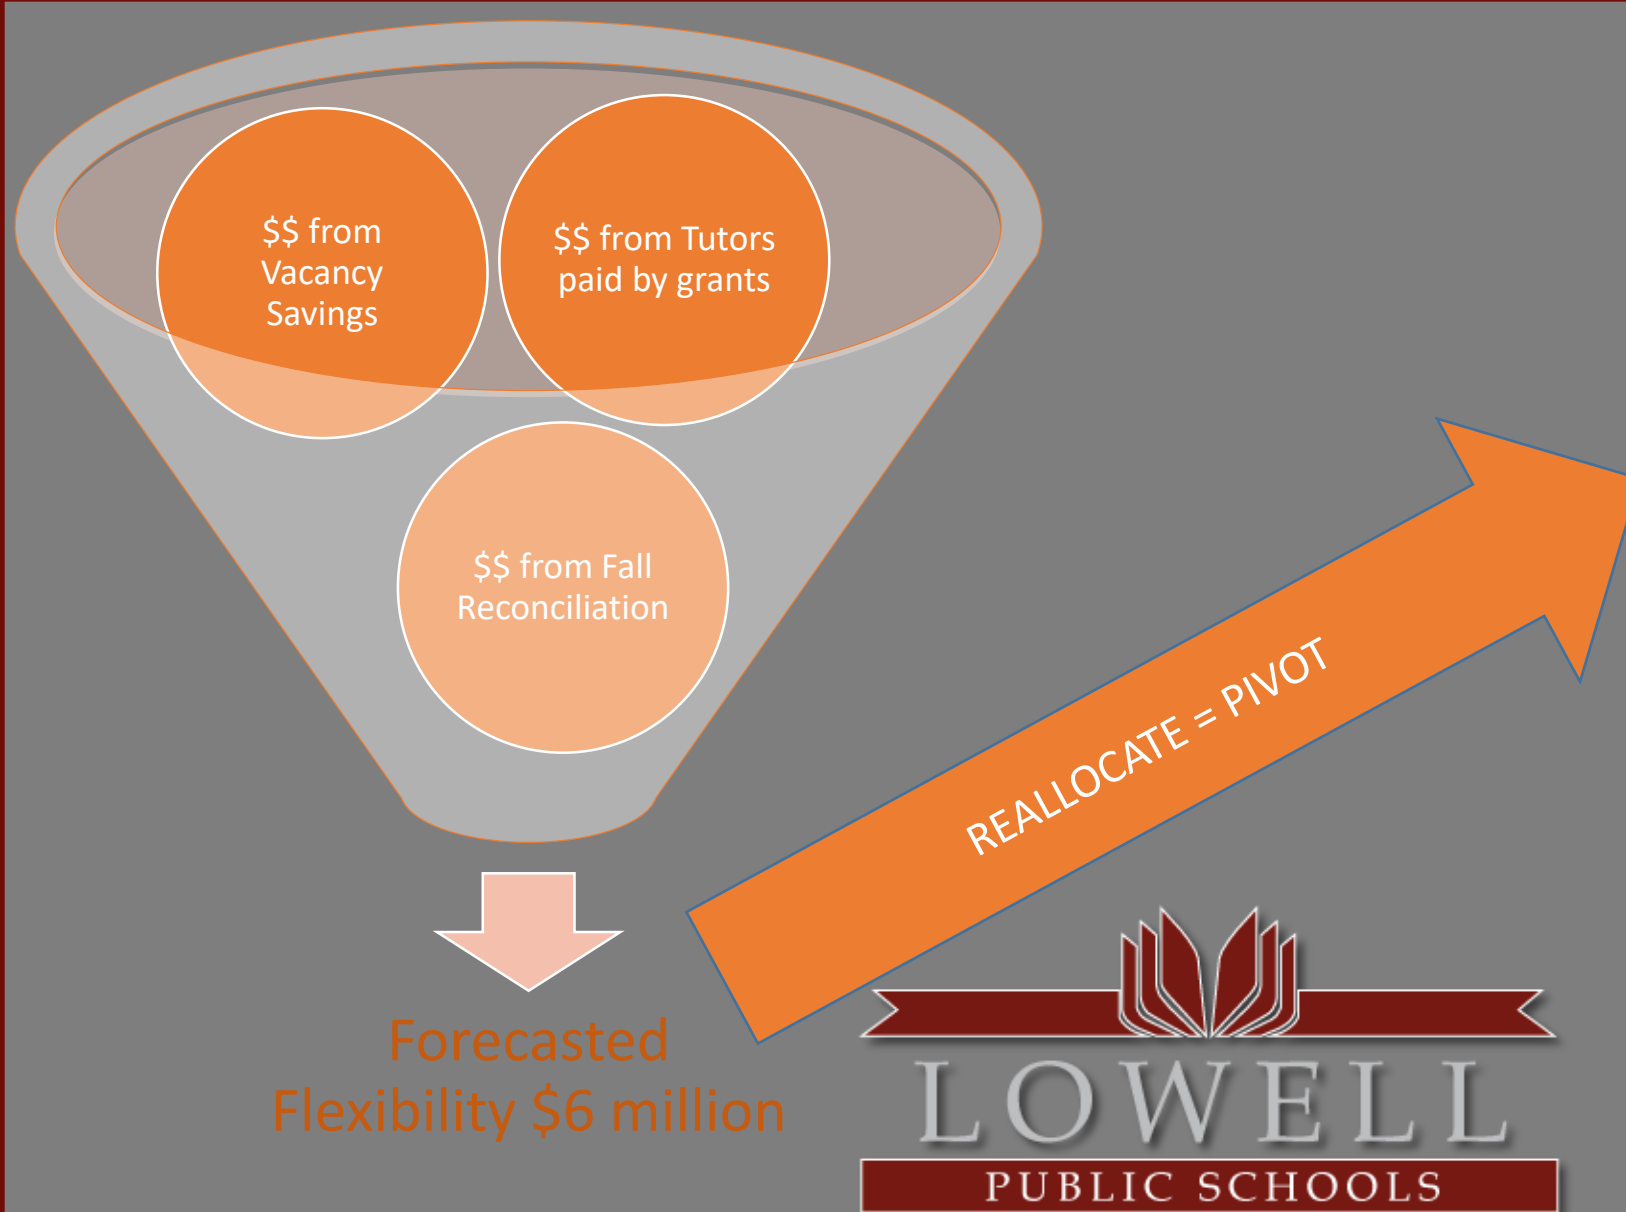 $$ from
Vacancy
Savings
$$ from Tutors
paid by grants
$$ from Fall
Reconciliation
REALLOCATE = PIVOT
Forecasted
Flexibility $6 million
LOWELL
PUBLIC SCHOOLS